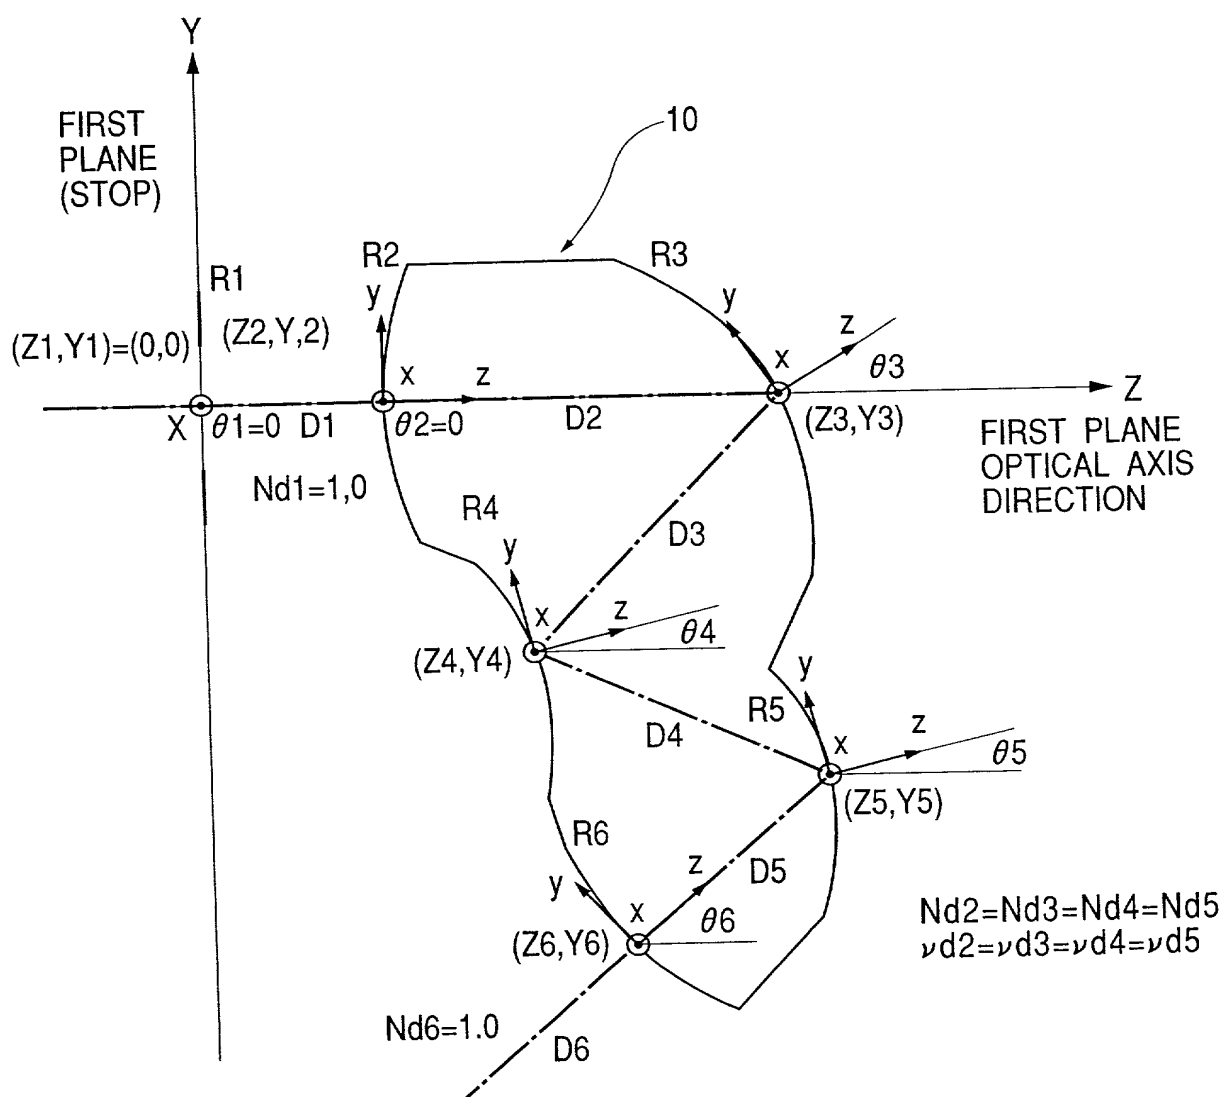 Y
FIRST
PLANE
(STOP)
10
R2
R3
R1
y
y
z
(Z1,Y1)=(0,0)
(Z2,Y,2)
x
z
x
θ3
Z
X
θ1=0
D1
θ2=0
D2
(Z3,Y3)
FIRST PLANE
OPTICAL AXIS
DIRECTION
Nd1=1,0
R4
D3
y
x
z
θ4
(Z4,Y4)
y
R5
D4
x
z
θ5
(Z5,Y5)
R6
y
z
D5
x
θ6
(Z6,Y6)
Nd2=Nd3=Nd4=Nd5
νd2=νd3=νd4=νd5
Nd6=1.0
D6